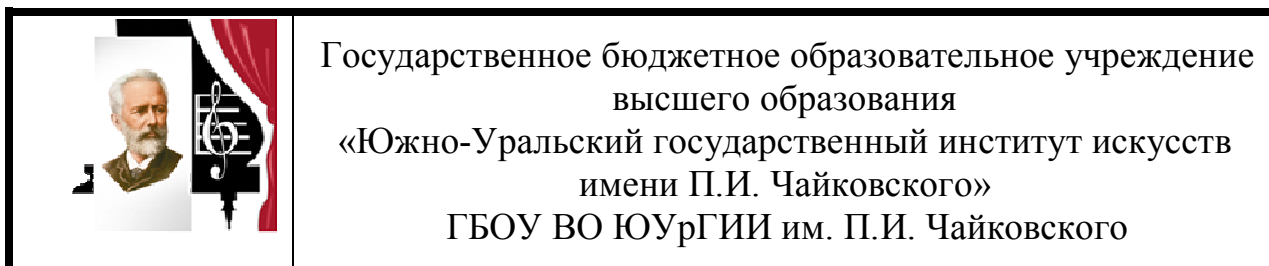 Государственное бюджетное образовательное учреждение
высшего образования
«Южно-Уральский государственный институт искусств
имени П.И. Чайковского»
ГБОУ ВО ЮУрГИИ им. П.И. Чайковского